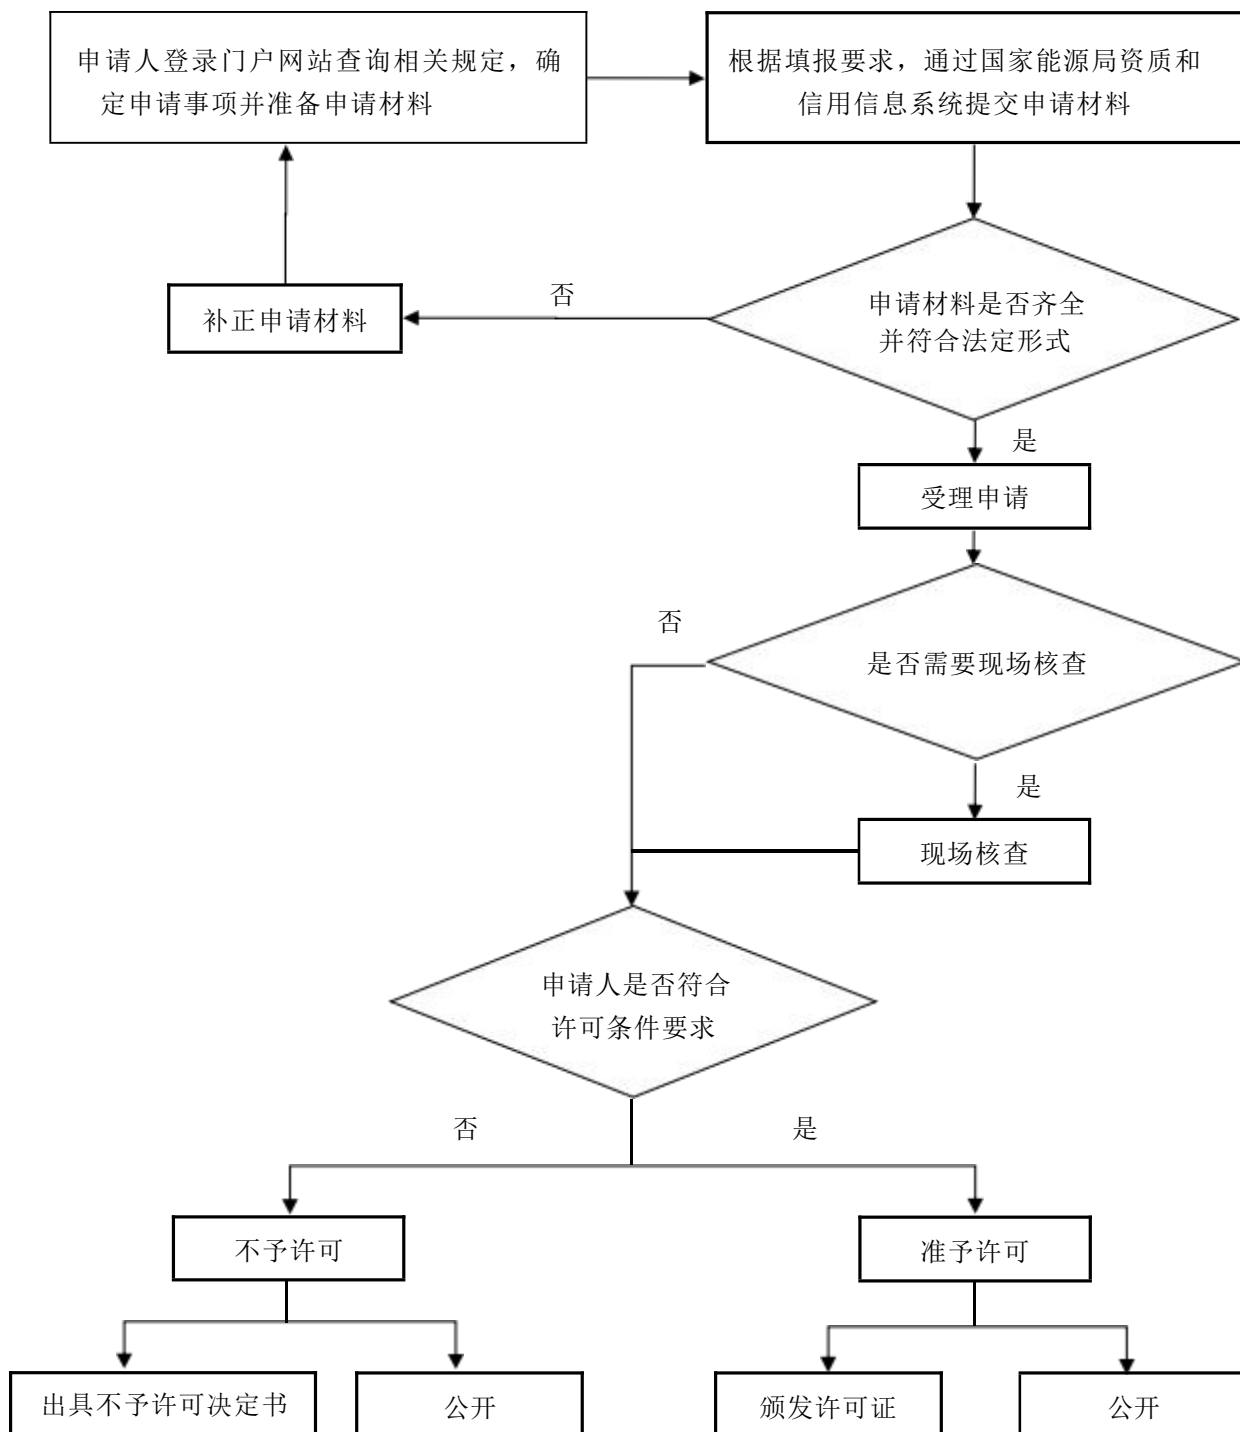 申请人登录门户网站查询相关规定，确
定申请事项并准备申请材料
根据填报要求，通过国家能源局资质和
信用信息系统提交申请材料
否
补正申请材料
申请材料是否齐全
并符合法定形式
是
受理申请
否
是否需要现场核查
是
现场核查
申请人是否符合
许可条件要求
否
是
不予许可
准予许可
出具不予许可决定书
公开
颁发许可证
公开